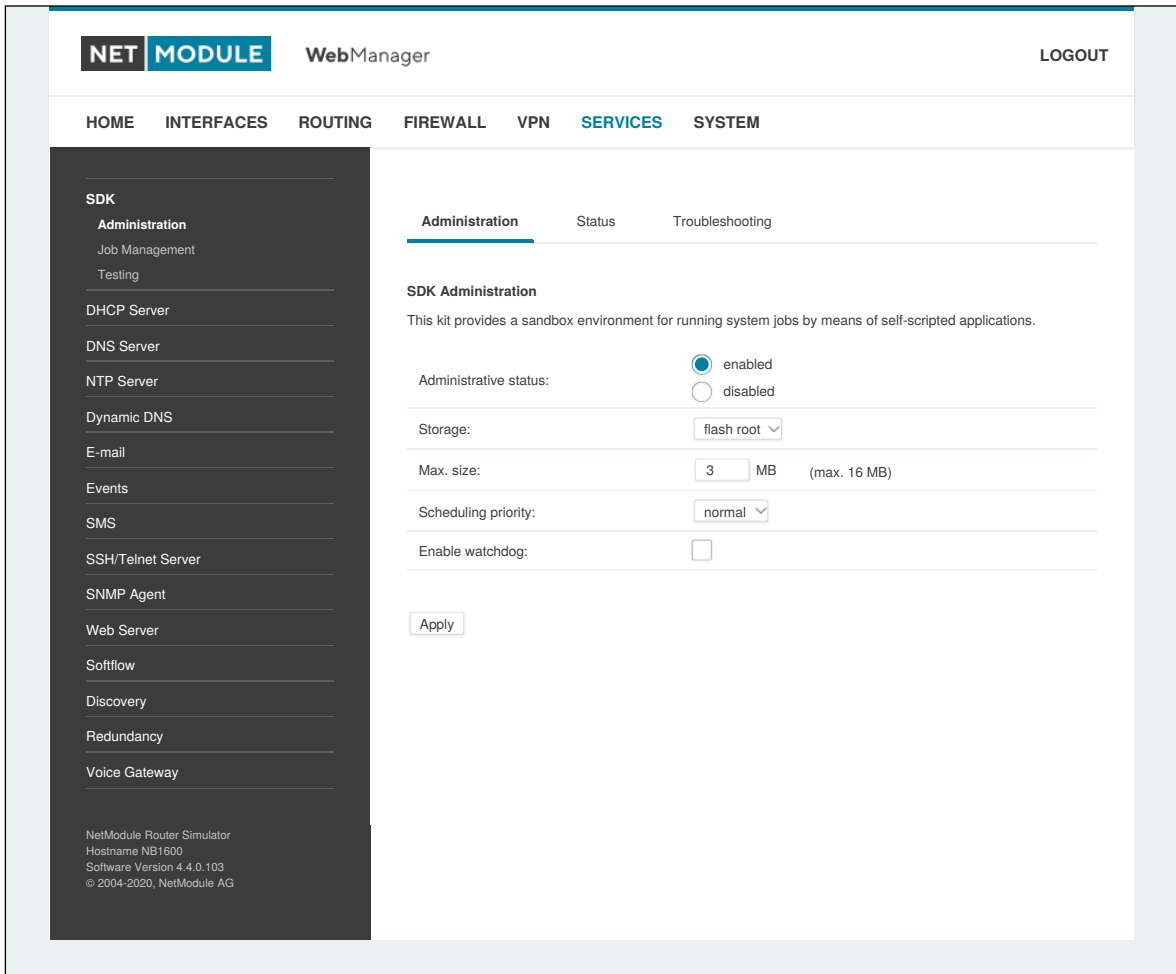 NET MODULE WebManager LOGOUT
HOME INTERFACES ROUTING FIREWALL VPN SERVICES SYSTEM
SDK
Administration
Job Management
Testing
DHCP Server
DNS Server
NTP Server
Dynamic DNS
E-mail
Events
SMS
SSH/Telnet Server
SNMP Agent
Web Server
Softflow
Discovery
Redundancy
Voice Gateway
NetModule Router Simulator
Hostname NB1600
Software Version 4.4.0.103
© 2004-2020, NetModule AG
Administration Status Troubleshooting
SDK Administration
This kit provides a sandbox environment for running system jobs by means of self-scripted applications.
Administrative status:
enabled
disabled
Storage: flash root
Max. size: 3 MB (max. 16 MB)
Scheduling priority: normal
Enable watchdog:
Apply